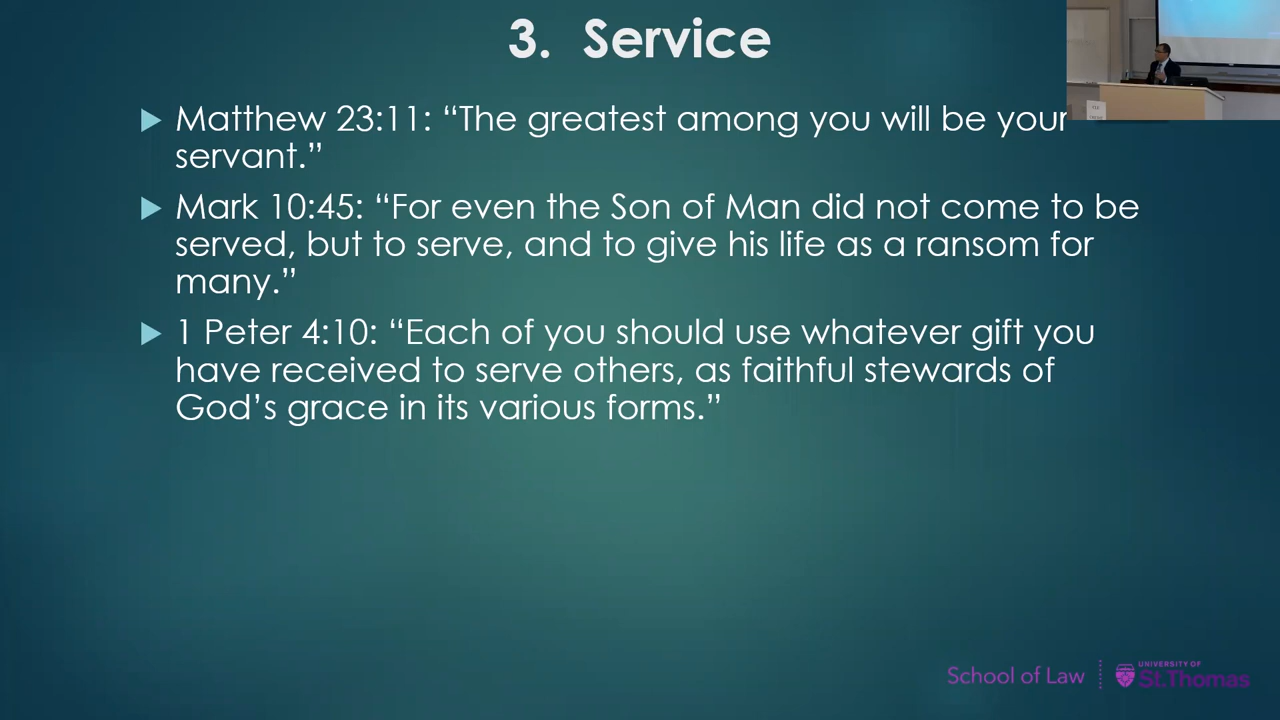 3. Service
Matthew 23:11: “The greatest among you will be your
servant.”
Mark 10:45: “For even the Son of Man did not come to be
served, but to serve, and to give his life as a ransom for
many.”
1 Peter 4:10: “Each of you should use whatever gift you
have received to serve others, as faithful stewards of
God’s grace in its various forms.”
School of Law
UNIVERSITY OF
St.Thomas